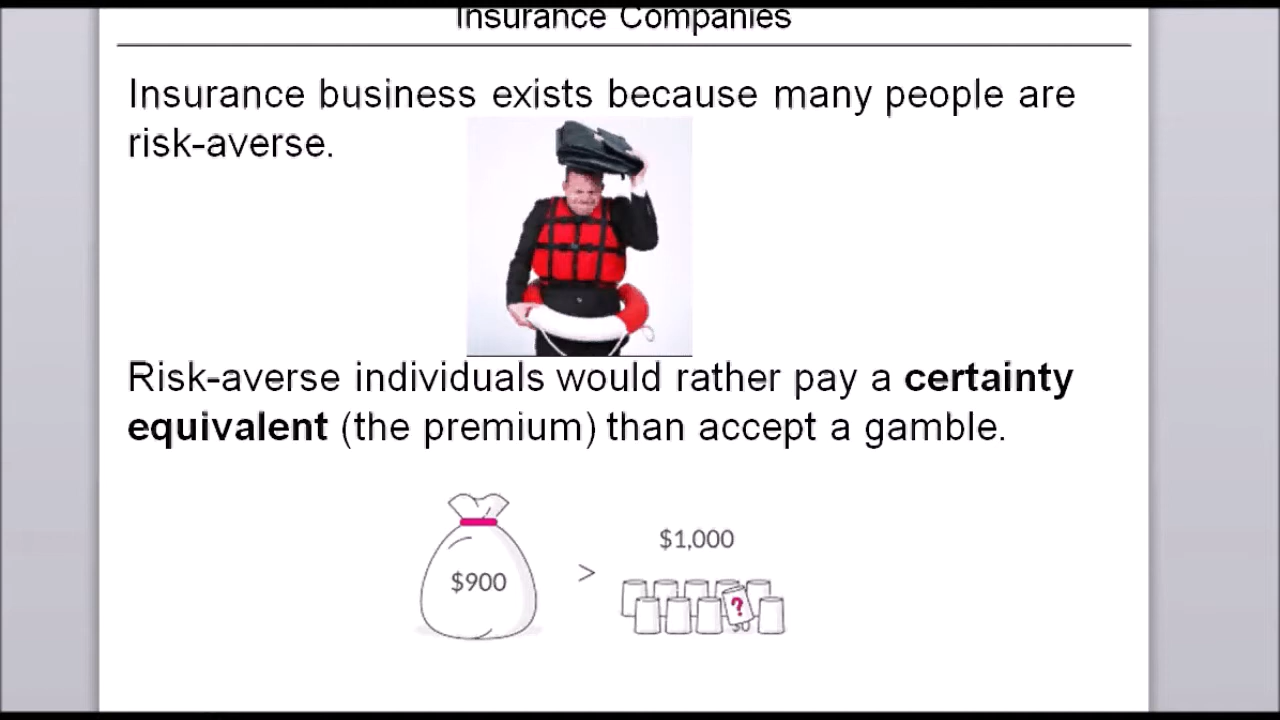 Insurance Companies
Insurance business exists because many people are
risk-averse.
Risk-averse individuals would rather pay a certainty
equivalent (the premium) than accept a gamble.
$1,000
$900
>
?